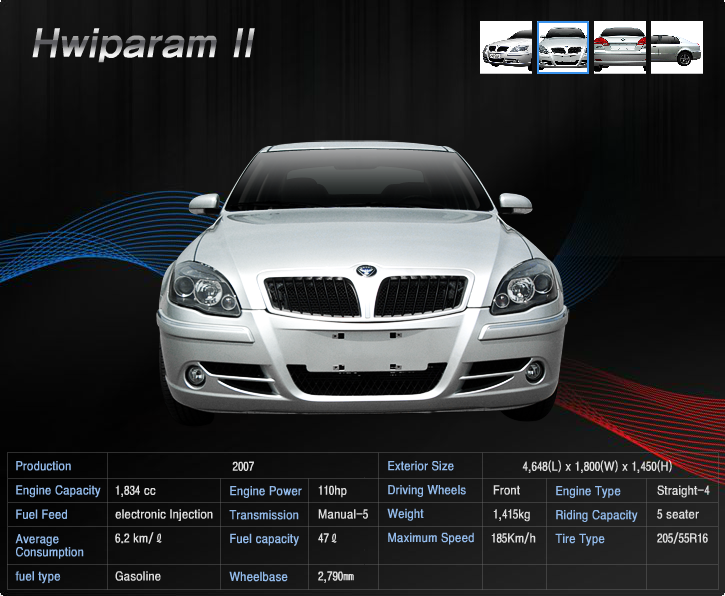 Hwiparam II
Production 2007 Exterior Size 4,648(L) x 1,800(W) x 1,450(H)
Engine Capacity 1,834 cc Engine Power 110hp Driving Wheels Front Engine Type Straight-4
Fuel Feed electronic Injection Transmission Manual-5 Weight 1,415kg Riding Capacity 5 seater
Average Consumption 6,2 km/ℓ Fuel capacity 47ℓ Maximum Speed 185Km/h Tire Type 205/55R16
fuel type Gasoline Wheelbase 2,790mm